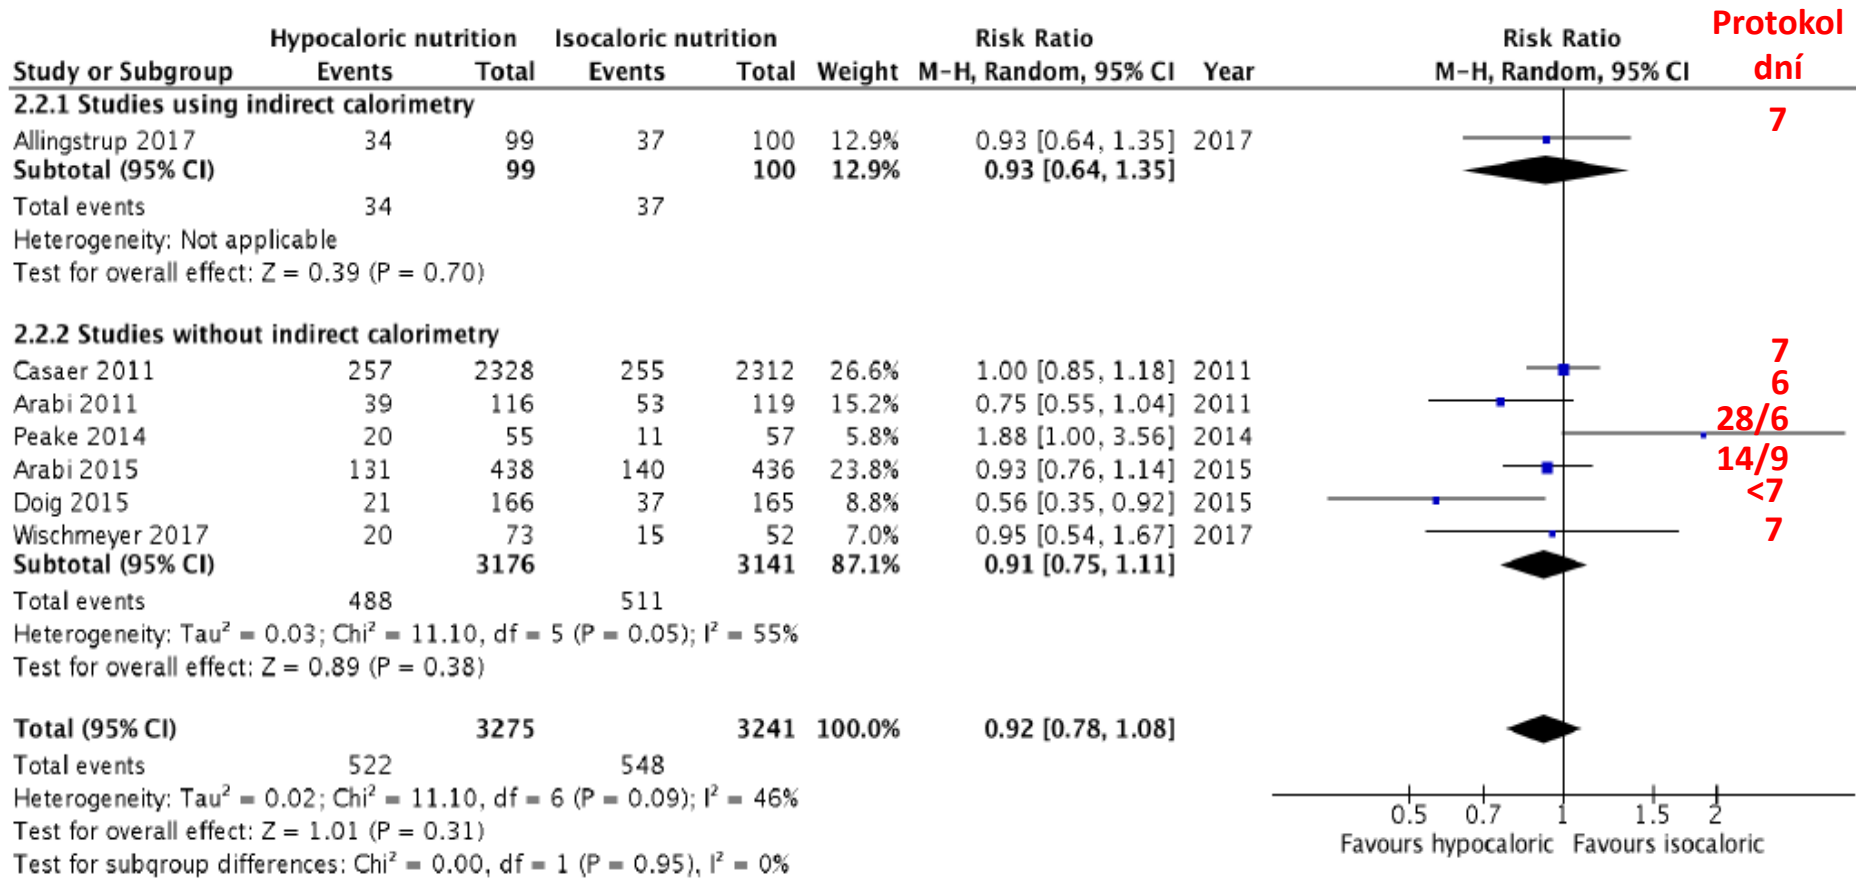 Protokol
Hypocaloric nutrition Isocaloric nutrition Risk Ratio Risk Ratio
Study or Subgroup Events Total Events Total Weight M-H, Random, 95% CI Year M-H, Random, 95% CI dní
2.2.1 Studies using indirect calorimetry
Allingstrup 2017 34 99 37 100 12.9% 0.93 [0.64, 1.35] 2017 7
Subtotal (95% CI) 99 100 12.9% 0.93 [0.64, 1.35]
Total events 34 37
Heterogeneity: Not applicable
Test for overall effect: Z = 0.39 (P = 0.70)
2.2.2 Studies without indirect calorimetry
Casaer 2011 257 2328 255 2312 26.6% 1.00 [0.85, 1.18] 2011 7
Arabi 2011 39 116 53 119 15.2% 0.75 [0.55, 1.04] 2011 6
Peake 2014 20 55 11 57 5.8% 1.88 [1.00, 3.56] 2014 28/6
Arabi 2015 131 438 140 436 23.8% 0.93 [0.76, 1.14] 2015 14/9
Doig 2015 21 166 37 165 8.8% 0.56 [0.35, 0.92] 2015 <7
Wischmeyer 2017 20 73 15 52 7.0% 0.95 [0.54, 1.67] 2017 7
Subtotal (95% CI) 3176 3141 87.1% 0.91 [0.75, 1.11]
Total events 488 511
Heterogeneity: Tau² = 0.03; Chi² = 11.10, df = 5 (P = 0.05); I² = 55%
Test for overall effect: Z = 0.89 (P = 0.38)
Total (95% CI) 3275 3241 100.0% 0.92 [0.78, 1.08]
Total events 522 548
Heterogeneity: Tau² = 0.02; Chi² = 11.10, df = 6 (P = 0.09); I² = 46%
Test for overall effect: Z = 1.01 (P = 0.31)
Test for subgroup differences: Chi² = 0.00, df = 1 (P = 0.95), I² = 0%
0.5 0.7 1 1.5 2
Favours hypocaloric Favours isocaloric